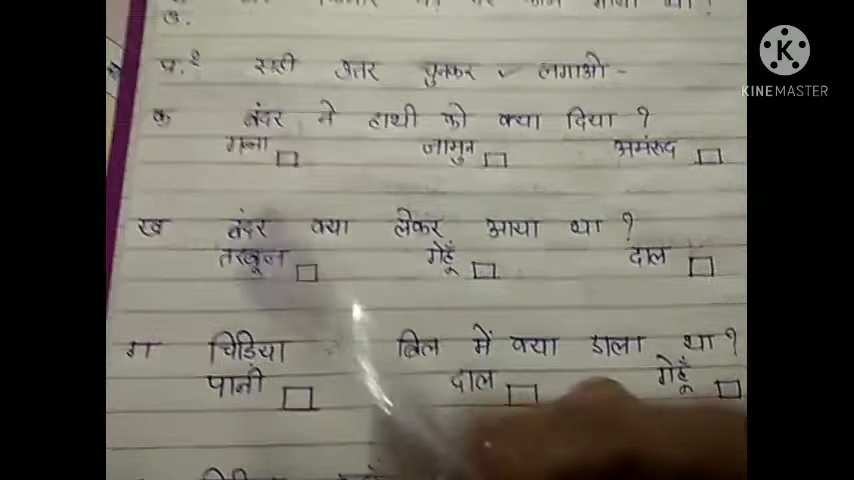 उ.
प्र. २ सही उत्तर चुनकर ✓ लगाओ -
क बंदर ने हाथी को क्या दिया ?
गन्ना □ जामुन □ अमरुद □
ख बंदर क्या लेकर आया था ?
तरबूज □ गेहूँ □ दाल □
ग चिड़िया बिल में क्या डाला था ?
पानी □ दाल □ गेहूँ □
KINEMASTER